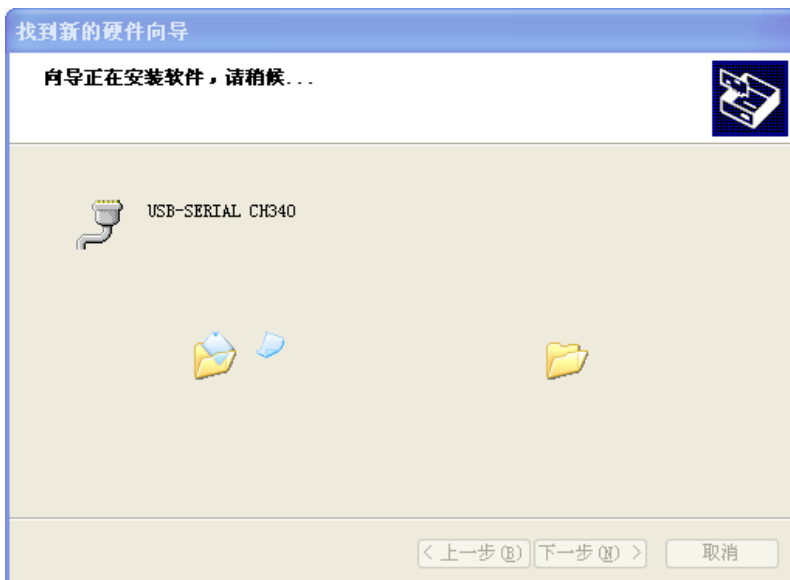 找到新的硬件向导
向导正在安装软件，请稍候...
USB-SERIAL CH340
< 上一步(B) 下一步(N) > 取消